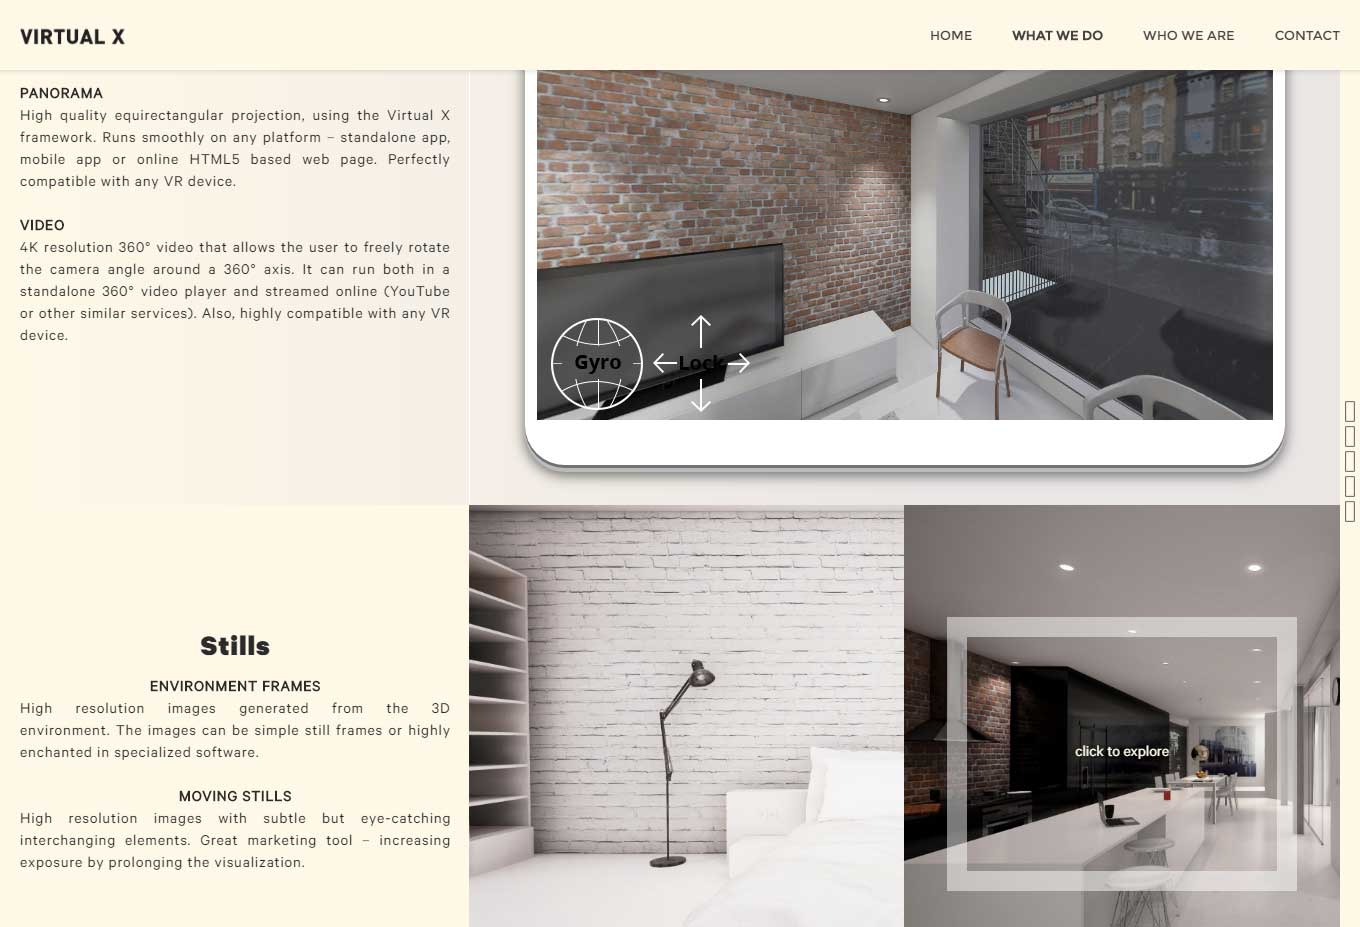 VIRTUAL X
HOME
WHAT WE DO
WHO WE ARE
CONTACT
PANORAMA
High quality equirectangular projection, using the Virtual X
framework. Runs smoothly on any platform – standalone app,
mobile app or online HTML5 based web page. Perfectly
compatible with any VR device.
VIDEO
4K resolution 360° video that allows the user to freely rotate
the camera angle around a 360° axis. It can run both in a
standalone 360° video player and streamed online (YouTube
or other similar services). Also, highly compatible with any VR
device.
Gyro
Lock
Stills
ENVIRONMENT FRAMES
High resolution images generated from the 3D
environment. The images can be simple still frames or highly
enchanted in specialized software.
MOVING STILLS
High resolution images with subtle but eye-catching
interchanging elements. Great marketing tool – increasing
exposure by prolonging the visualization.
click to explore